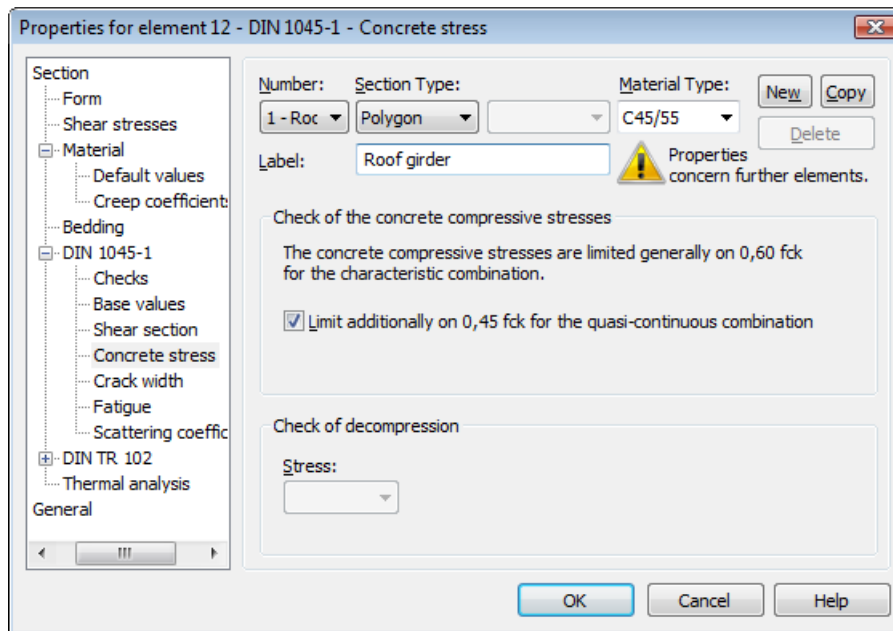 Properties for element 12 - DIN 1045-1 - Concrete stress
Section
Form
Shear stresses
Material
Default values
Creep coefficient
Bedding
DIN 1045-1
Checks
Base values
Shear section
Concrete stress
Crack width
Fatigue
Scattering coeffic
DIN TR 102
Thermal analysis
General
Number: Section Type: Material Type:
1 - Roo Polygon C45/55
New Copy
Delete
Label: Roof girder
Properties
concern further elements.
Check of the concrete compressive stresses
The concrete compressive stresses are limited generally on 0,60 fck
for the characteristic combination.
Limit additionally on 0,45 fck for the quasi-continuous combination
Check of decompression
Stress:
OK Cancel Help